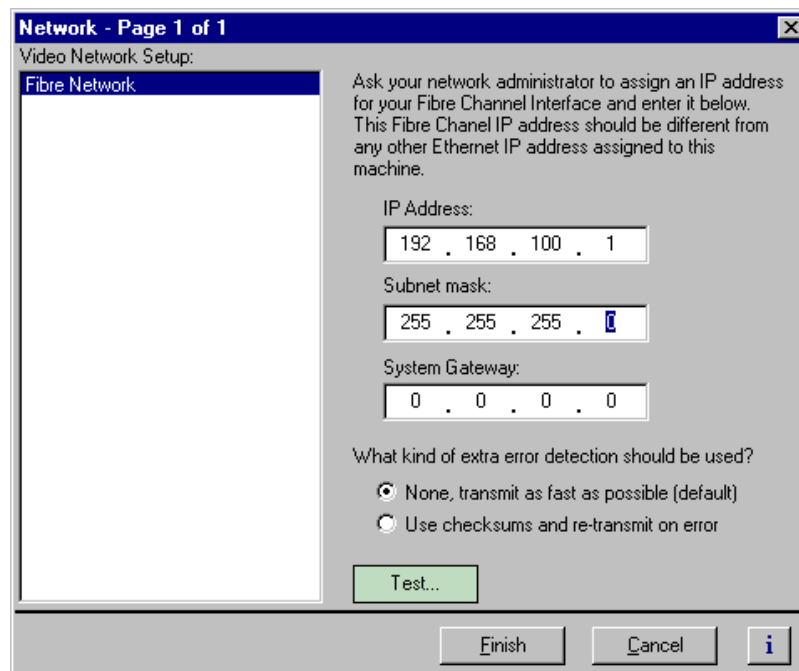 Network - Page 1 of 1
Video Network Setup:
Fibre Network
Ask your network administrator to assign an IP address
for your Fibre Channel Interface and enter it below.
This Fibre Chanel IP address should be different from
any other Ethernet IP address assigned to this
machine.
IP Address:
192 . 168 . 100 . 1
Subnet mask:
255 . 255 . 255 . 0
System Gateway:
0 . 0 . 0 . 0
What kind of extra error detection should be used?
None, transmit as fast as possible (default)
Use checksums and re-transmit on error
Test...
Finish Cancel i